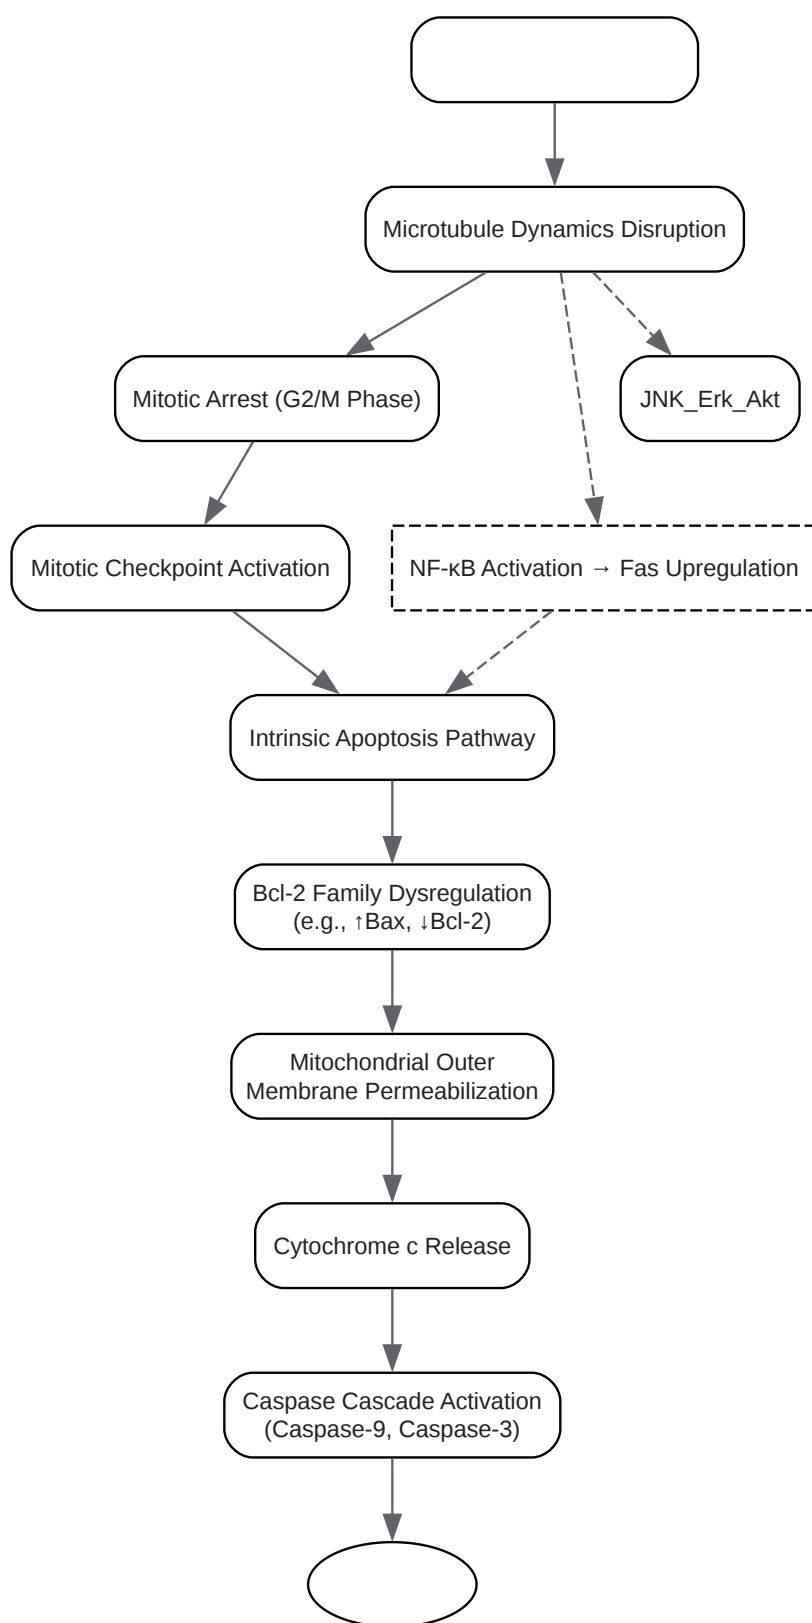 Microtubule Dynamics Disruption
Mitotic Arrest (G2/M Phase)
JNK_Erk_Akt
Mitotic Checkpoint Activation
NF-κB Activation → Fas Upregulation
Intrinsic Apoptosis Pathway
Bcl-2 Family Dysregulation
(e.g., ↑Bax, ↓Bcl-2)
Mitochondrial Outer
Membrane Permeabilization
Cytochrome c Release
Caspase Cascade Activation
(Caspase-9, Caspase-3)